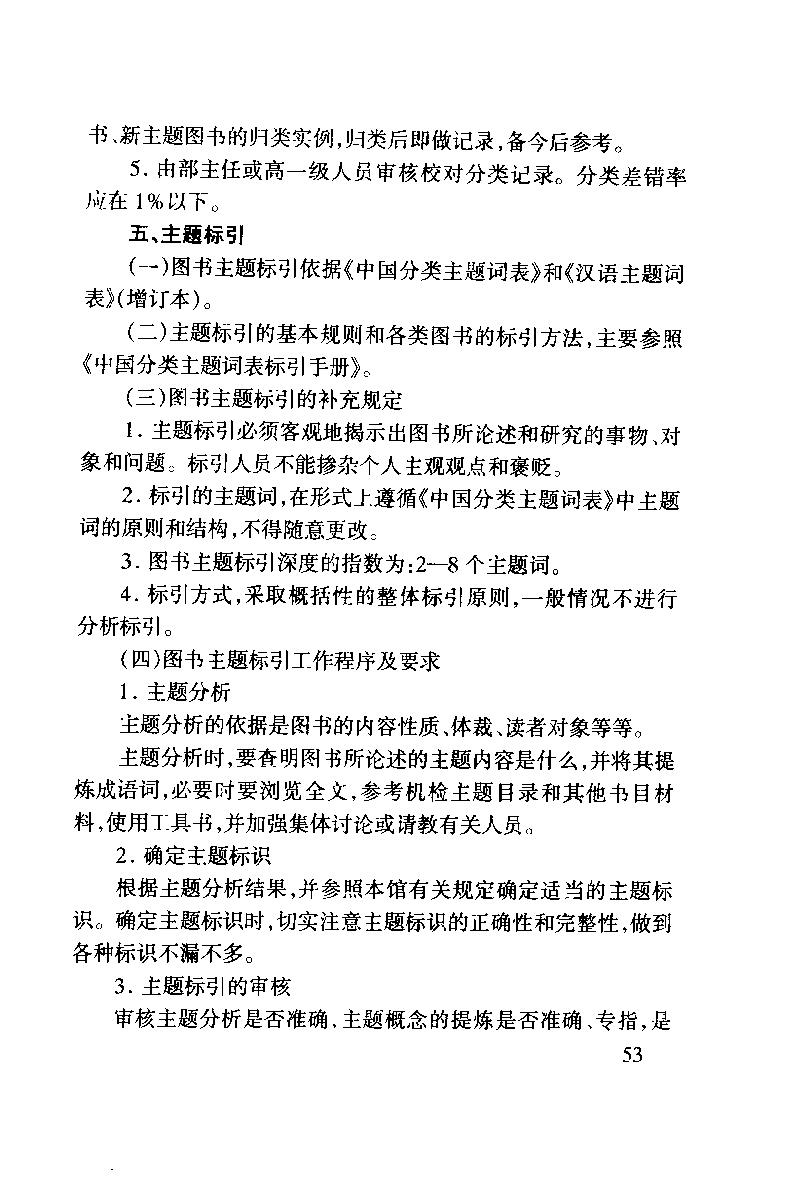 书、新主题图书的归类实例,归类后即做记录,备今后参考。
5. 由部主任或高一级人员审核校对分类记录。分类差错率
应在1%以下。
五、主题标引
(一)图书主题标引依据《中国分类主题词表》和《汉语主题词
表》(增订本)。
(二)主题标引的基本规则和各类图书的标引方法,主要参照
《中国分类主题词表标引手册》。
(三)图书主题标引的补充规定
1. 主题标引必须客观地揭示出图书所论述和研究的事物、对
象和问题。标引人员不能掺杂个人主观观点和褒贬。
2. 标引的主题词,在形式上遵循《中国分类主题词表》中主题
词的原则和结构,不得随意更改。
3. 图书主题标引深度的指数为:2—8个主题词。
4. 标引方式,采取概括性的整体标引原则,一般情况不进行
分析标引。
(四)图书主题标引工作程序及要求
1. 主题分析
主题分析的依据是图书的内容性质、体裁、读者对象等等。
主题分析时,要查明图书所论述的主题内容是什么,并将其提
炼成语词,必要时要浏览全文,参考机检主题目录和其他书目材
料,使用工具书,并加强集体讨论或请教有关人员。
2. 确定主题标识
根据主题分析结果,并参照本馆有关规定确定适当的主题标
识。确定主题标识时,切实注意主题标识的正确性和完整性,做到
各种标识不漏不多。
3. 主题标引的审核
审核主题分析是否准确、主题概念的提炼是否准确、专指,是
53